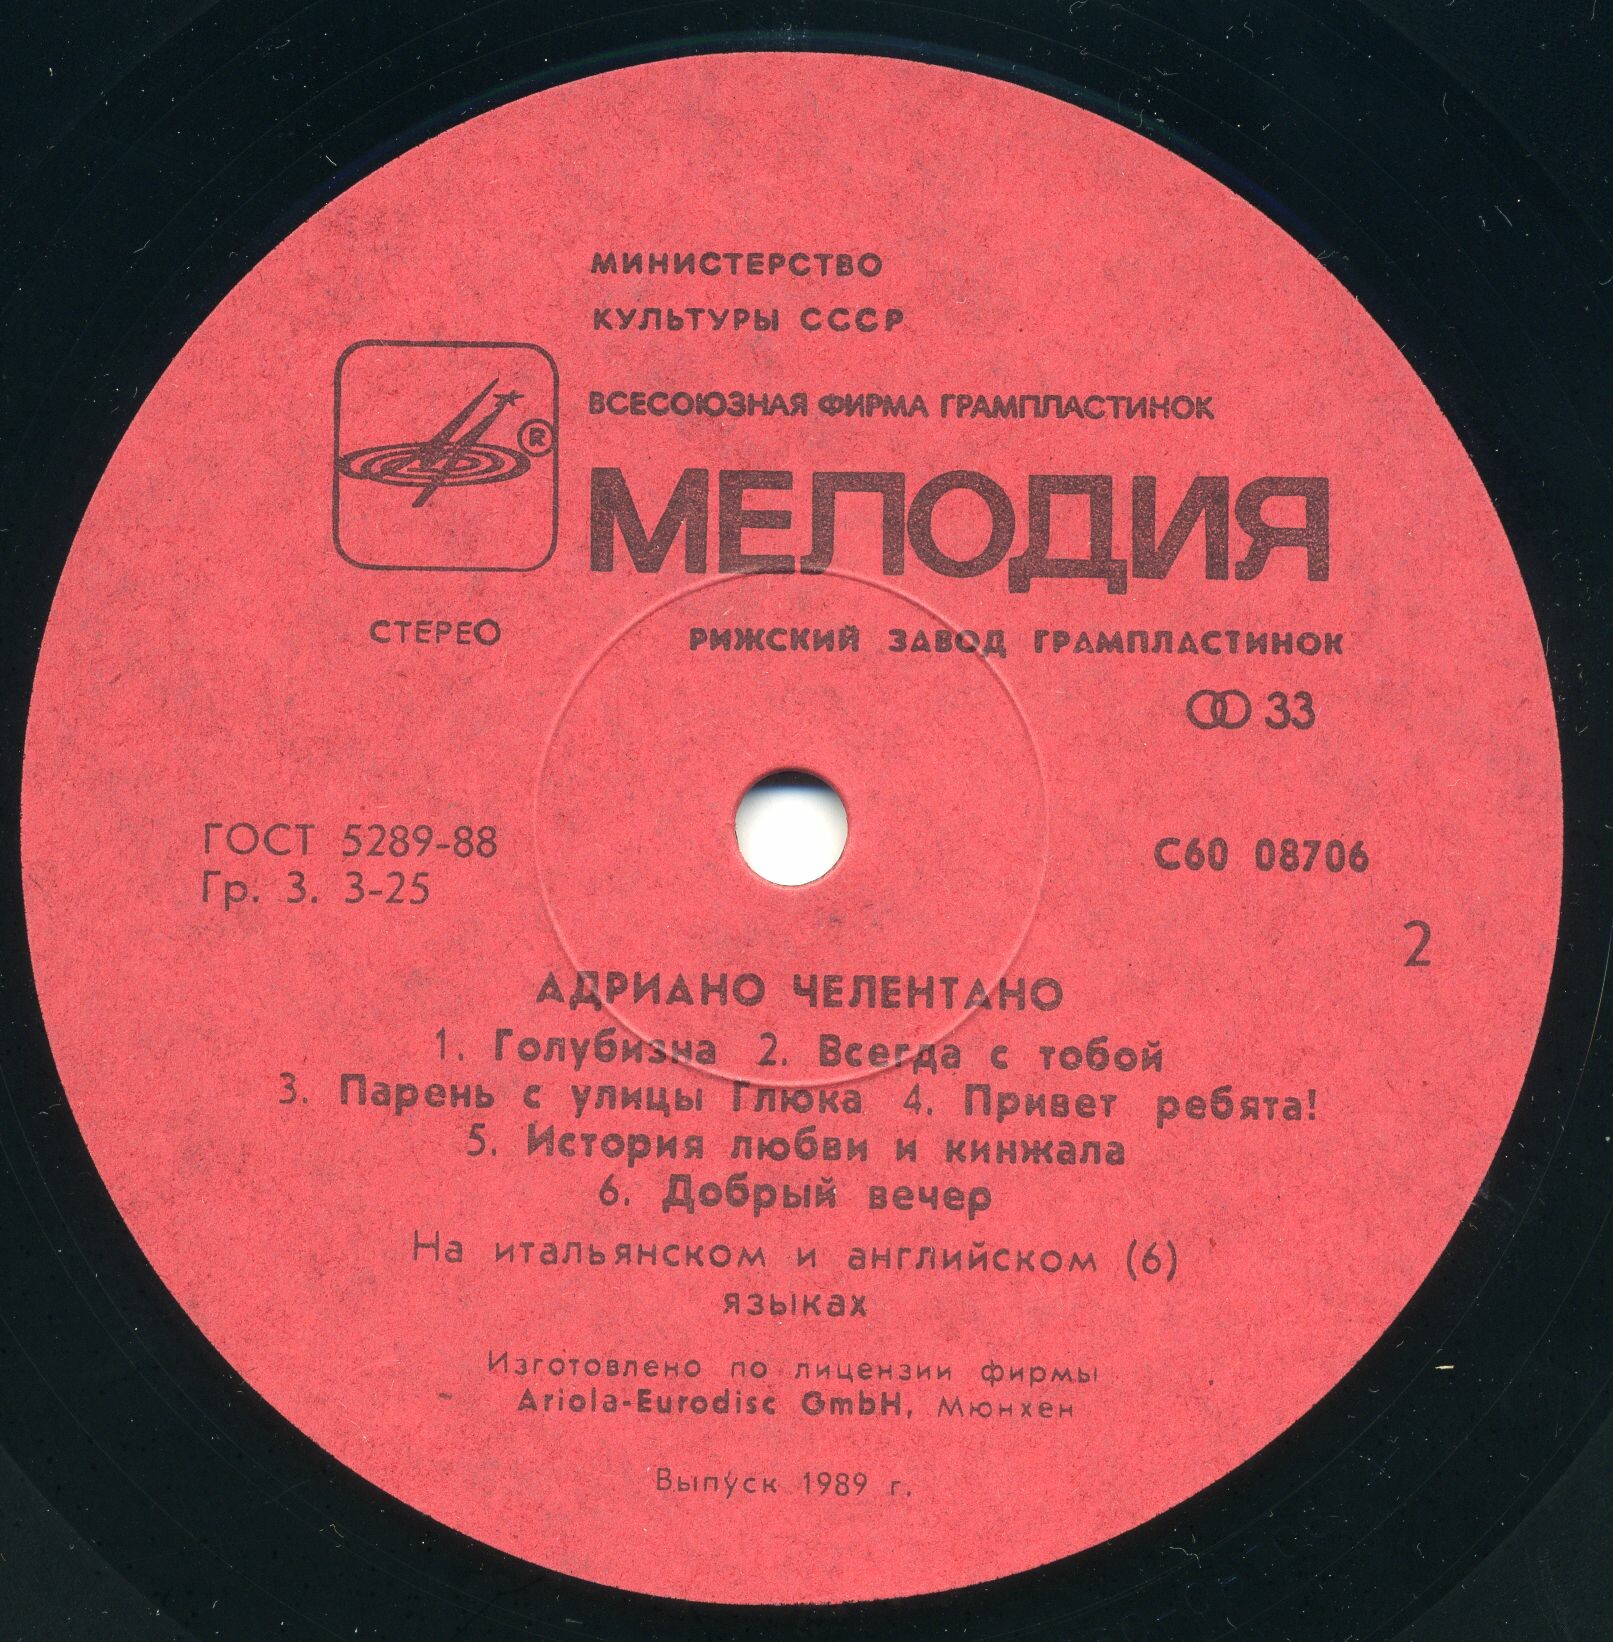 МИНИСТЕРСТВО
КУЛЬТУРЫ СССР
ВСЕСОЮЗНАЯ ФИРМА ГРАМПЛАСТИНОК
®
МЕЛОДИЯ
СТЕРЕО
РИЖСКИЙ ЗАВОД ГРАМПЛАСТИНОК
33
ГОСТ 5289-88
Гр. 3. 3-25
С60 08706
2
АДРИАНО ЧЕЛЕНТАНО
1. Голубизна 2. Всегда с тобой
3. Парень с улицы Глюка 4. Привет ребята!
5. История любви и кинжала
6. Добрый вечер
На итальянском и английском (6)
языках
Изготовлено по лицензии фирмы
Ariola-Eurodisc GmbH, Мюнхен
Выпуск 1989 г.